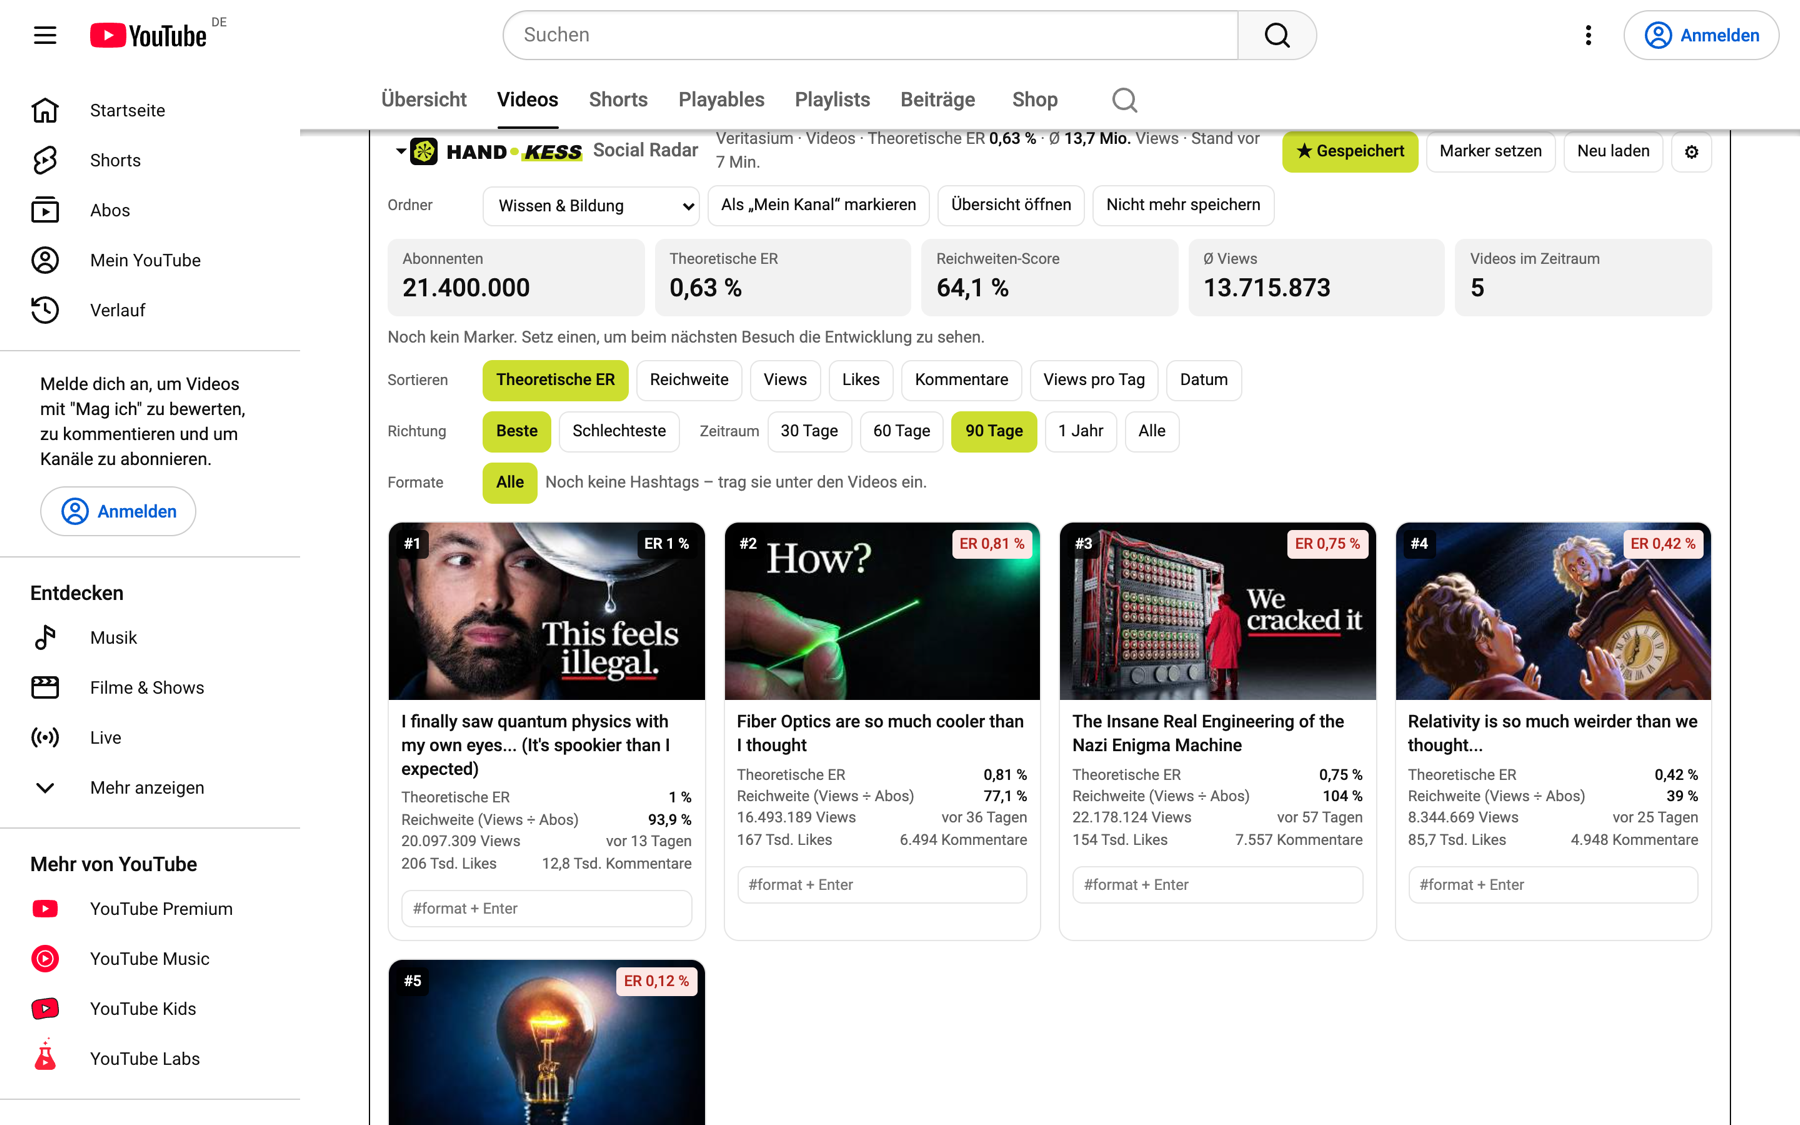 YouTube DE
Suchen
Anmelden
Startseite
Shorts
Abos
Mein YouTube
Verlauf
Melde dich an, um Videos
mit "Mag ich" zu bewerten,
zu kommentieren und um
Kanäle zu abonnieren.
Anmelden
Entdecken
Musik
Filme & Shows
Live
Mehr anzeigen
Mehr von YouTube
YouTube Premium
YouTube Music
YouTube Kids
YouTube Labs
Übersicht Videos Shorts Playables Playlists Beiträge Shop
HAND•KESS Social Radar
Veritasium · Videos · Theoretische ER 0,63 % · Ø 13,7 Mio. Views · Stand vor
7 Min.
★ Gespeichert Marker setzen Neu laden
Ordner Wissen & Bildung Als „Mein Kanal“ markieren Übersicht öffnen Nicht mehr speichern
Abonnenten
21.400.000
Theoretische ER
0,63 %
Reichweiten-Score
64,1 %
Ø Views
13.715.873
Videos im Zeitraum
5
Noch kein Marker. Setz einen, um beim nächsten Besuch die Entwicklung zu sehen.
Sortieren Theoretische ER Reichweite Views Likes Kommentare Views pro Tag Datum
Richtung Beste Schlechteste Zeitraum 30 Tage 60 Tage 90 Tage 1 Jahr Alle
Formate Alle Noch keine Hashtags – trag sie unter den Videos ein.
#1 ER 1 %
This feels
illegal.
I finally saw quantum physics with
my own eyes... (It's spookier than I
expected)
Theoretische ER 1 %
Reichweite (Views ÷ Abos) 93,9 %
20.097.309 Views vor 13 Tagen
206 Tsd. Likes 12,8 Tsd. Kommentare
#format + Enter
#2 ER 0,81 %
How?
Fiber Optics are so much cooler than
I thought
Theoretische ER 0,81 %
Reichweite (Views ÷ Abos) 77,1 %
16.493.189 Views vor 36 Tagen
167 Tsd. Likes 6.494 Kommentare
#format + Enter
#3 ER 0,75 %
We
cracked it
The Insane Real Engineering of the
Nazi Enigma Machine
Theoretische ER 0,75 %
Reichweite (Views ÷ Abos) 104 %
22.178.124 Views vor 57 Tagen
154 Tsd. Likes 7.557 Kommentare
#format + Enter
#4 ER 0,42 %
Relativity is so much weirder than we
thought...
Theoretische ER 0,42 %
Reichweite (Views ÷ Abos) 39 %
8.344.669 Views vor 25 Tagen
85,7 Tsd. Likes 4.948 Kommentare
#format + Enter
#5 ER 0,12 %